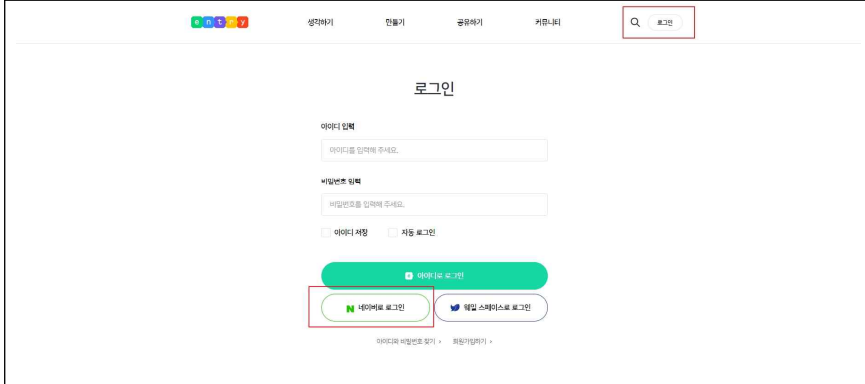 entry 생각하기 만들기 공유하기 커뮤니티 로그인
로그인
아이디 입력
아이디를 입력해 주세요.
비밀번호 입력
비밀번호를 입력해 주세요.
아이디 저장 자동 로그인
아이디로 로그인
N 네이버로 로그인 웨일 스페이스로 로그인
아이디와 비밀번호 찾기 › 회원가입하기 ›